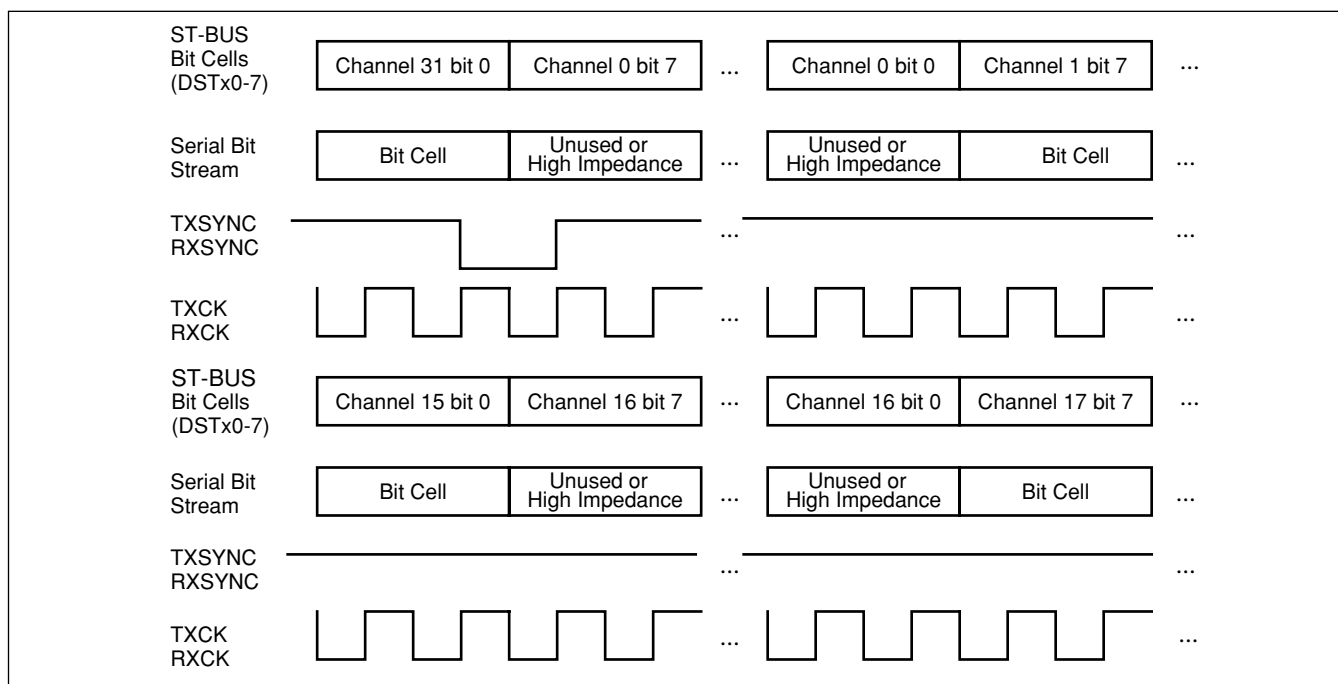 ST-BUS
Bit Cells
(DSTx0-7)
Channel 31 bit 0
Channel 0 bit 7
...
Channel 0 bit 0
Channel 1 bit 7
...
Serial Bit
Stream
Bit Cell
Unused or
High Impedance
...
Unused or
High Impedance
Bit Cell
...
TXSYNC
RXSYNC
...
...
TXCK
RXCK
...
...
ST-BUS
Bit Cells
(DSTx0-7)
Channel 15 bit 0
Channel 16 bit 7
...
Channel 16 bit 0
Channel 17 bit 7
...
Serial Bit
Stream
Bit Cell
Unused or
High Impedance
...
Unused or
High Impedance
Bit Cell
...
TXSYNC
RXSYNC
...
...
TXCK
RXCK
...
...